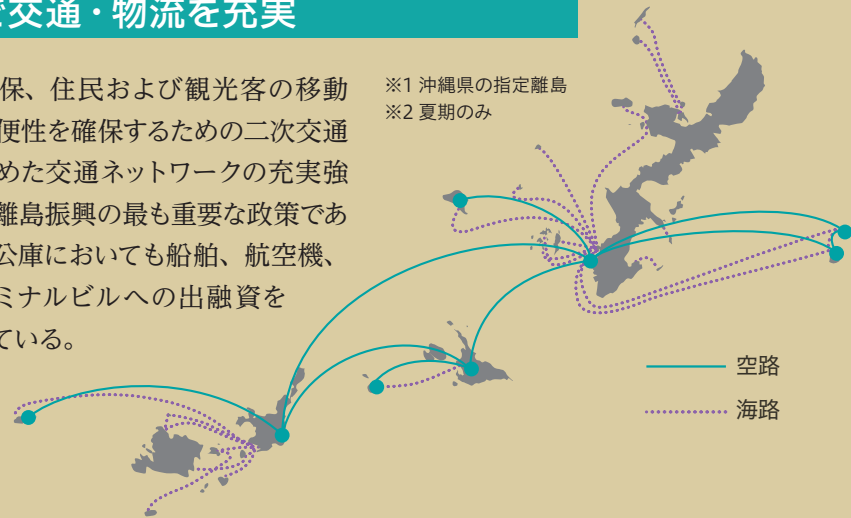 交通・物流を充実
保、住民および観光客の移動
便性を確保するための二次交通
めた交通ネットワークの充実強
離島振興の最も重要な政策であ
公庫においても船舶、航空機、
ミナルビルへの出融資を
ている。
※1 沖縄県の指定離島
※2 夏期のみ
空路
海路